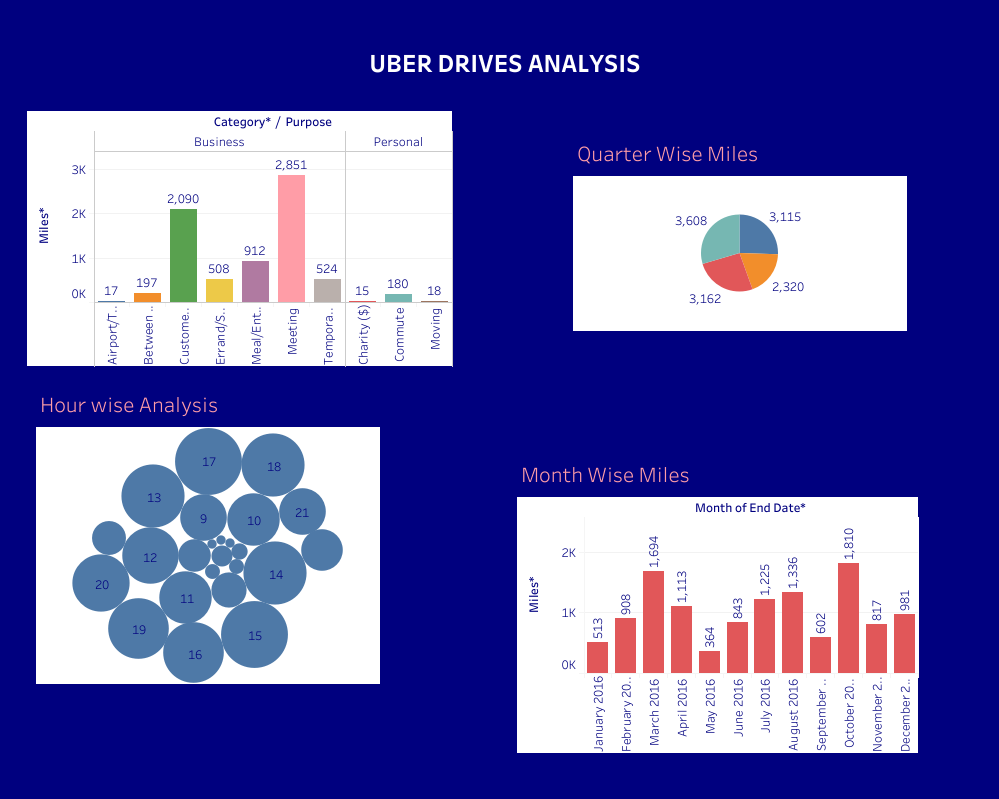 UBER DRIVES ANALYSIS
Category* / Purpose
Business
Personal
Miles*
3K
2K
1K
0K
17
197
2,090
508
912
2,851
524
15
180
18
Airport/T..
Between ..
Custome..
Errand/S..
Meal/Ent..
Meeting
Tempora..
Charity ($)
Commute
Moving
Quarter Wise Miles
3,608
3,115
3,162
2,320
Hour wise Analysis
17
18
13
9
10
21
12
14
20
11
19
15
16
Month Wise Miles
Month of End Date*
Miles*
2K
1K
0K
513
908
1,694
1,113
364
843
1,225
1,336
602
1,810
817
981
January 2016
February 20..
March 2016
April 2016
May 2016
June 2016
July 2016
August 2016
September ..
October 20..
November 2..
December 2..